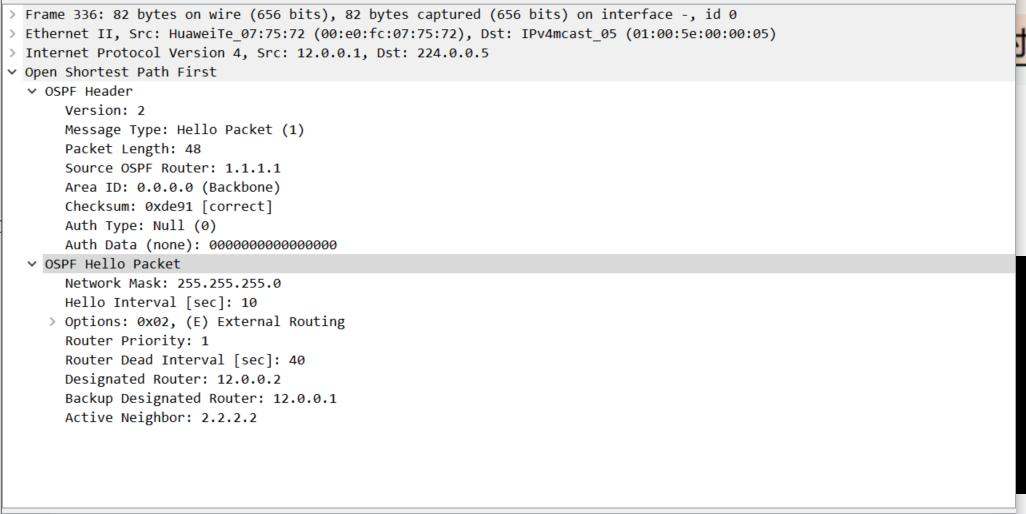 Frame 336: 82 bytes on wire (656 bits), 82 bytes captured (656 bits) on interface -, id 0
Ethernet II, Src: HuaweiTe_07:75:72 (00:e0:fc:07:75:72), Dst: IPv4mcast_05 (01:00:5e:00:00:05)
Internet Protocol Version 4, Src: 12.0.0.1, Dst: 224.0.0.5
Open Shortest Path First
OSPF Header
Version: 2
Message Type: Hello Packet (1)
Packet Length: 48
Source OSPF Router: 1.1.1.1
Area ID: 0.0.0.0 (Backbone)
Checksum: 0xde91 [correct]
Auth Type: Null (0)
Auth Data (none): 0000000000000000
OSPF Hello Packet
Network Mask: 255.255.255.0
Hello Interval [sec]: 10
Options: 0x02, (E) External Routing
Router Priority: 1
Router Dead Interval [sec]: 40
Designated Router: 12.0.0.2
Backup Designated Router: 12.0.0.1
Active Neighbor: 2.2.2.2